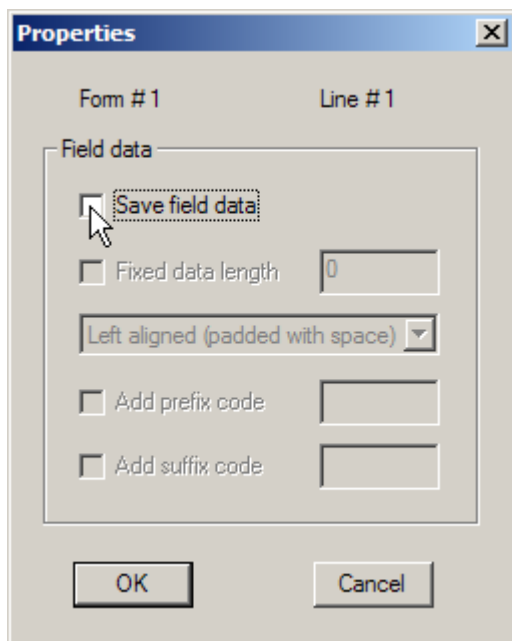 Properties
Form # 1 Line # 1
Field data
Save field data
Fixed data length 0
Left aligned (padded with space)
Add prefix code
Add suffix code
OK Cancel